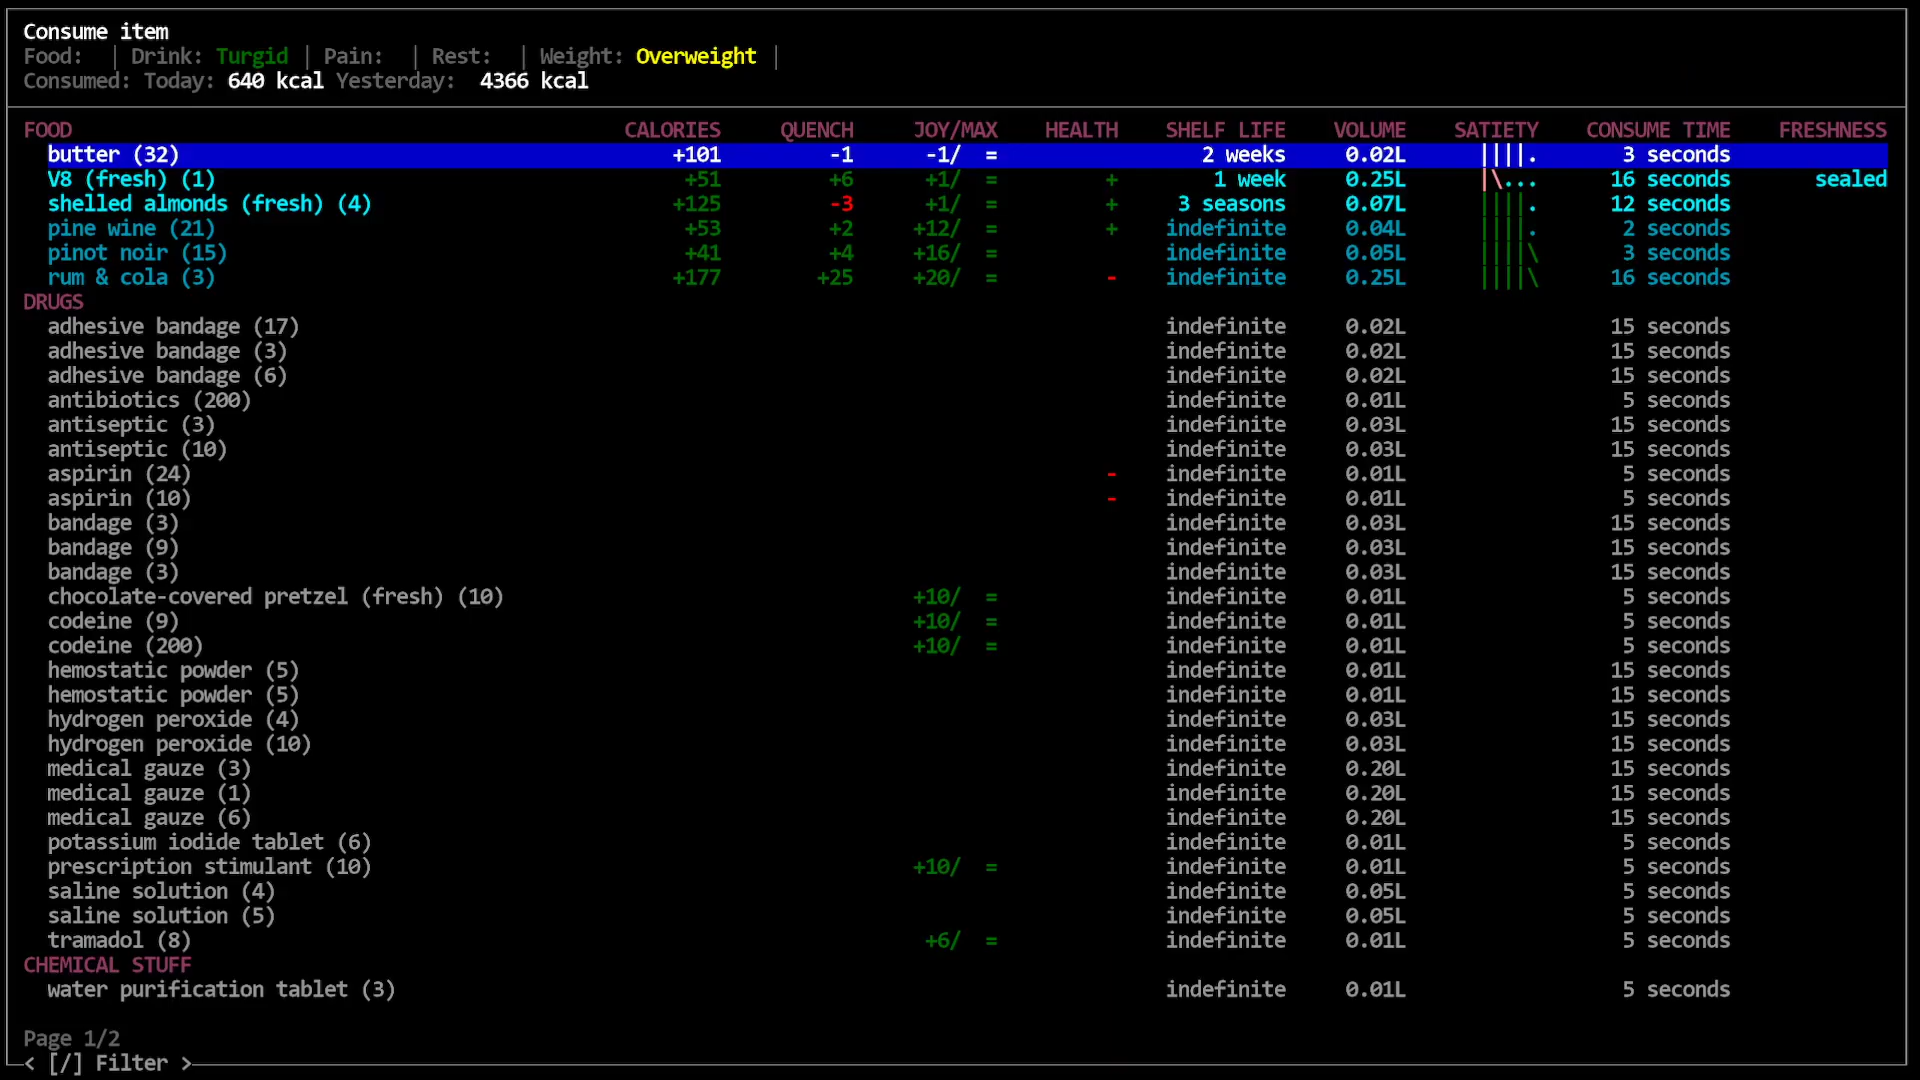 Consume item
Food:   | Drink: Turgid | Pain:   | Rest:   | Weight: Overweight |
Consumed: Today: 640 kcal Yesterday:  4366 kcal
FOOD CALORIES QUENCH JOY/MAX HEALTH SHELF LIFE VOLUME SATIETY CONSUME TIME FRESHNESS
butter (32) +101 -1 -1/ = 2 weeks 0.02L ||||. 3 seconds
V8 (fresh) (1) +51 +6 +1/ = + 1 week 0.25L |\... 16 seconds sealed
shelled almonds (fresh) (4) +125 -3 +1/ = + 3 seasons 0.07L ||||. 12 seconds
pine wine (21) +53 +2 +12/ = + indefinite 0.04L ||||. 2 seconds
pinot noir (15) +41 +4 +16/ = indefinite 0.05L ||||\ 3 seconds
rum & cola (3) +177 +25 +20/ = - indefinite 0.25L ||||\ 16 seconds
DRUGS
adhesive bandage (17) indefinite 0.02L 15 seconds
adhesive bandage (3) indefinite 0.02L 15 seconds
adhesive bandage (6) indefinite 0.02L 15 seconds
antibiotics (200) indefinite 0.01L 5 seconds
antiseptic (3) indefinite 0.03L 15 seconds
antiseptic (10) indefinite 0.03L 15 seconds
aspirin (24) - indefinite 0.01L 5 seconds
aspirin (10) - indefinite 0.01L 5 seconds
bandage (3) indefinite 0.03L 15 seconds
bandage (9) indefinite 0.03L 15 seconds
bandage (3) indefinite 0.03L 15 seconds
chocolate-covered pretzel (fresh) (10) +10/ = indefinite 0.01L 5 seconds
codeine (9) +10/ = indefinite 0.01L 5 seconds
codeine (200) +10/ = indefinite 0.01L 5 seconds
hemostatic powder (5) indefinite 0.01L 15 seconds
hemostatic powder (5) indefinite 0.01L 15 seconds
hydrogen peroxide (4) indefinite 0.03L 15 seconds
hydrogen peroxide (10) indefinite 0.03L 15 seconds
medical gauze (3) indefinite 0.20L 15 seconds
medical gauze (1) indefinite 0.20L 15 seconds
medical gauze (6) indefinite 0.20L 15 seconds
potassium iodide tablet (6) indefinite 0.01L 5 seconds
prescription stimulant (10) +10/ = indefinite 0.01L 5 seconds
saline solution (4) indefinite 0.05L 5 seconds
saline solution (5) indefinite 0.05L 5 seconds
tramadol (8) +6/ = indefinite 0.01L 5 seconds
CHEMICAL STUFF
water purification tablet (3) indefinite 0.01L 5 seconds
Page 1/2
< [/] Filter >